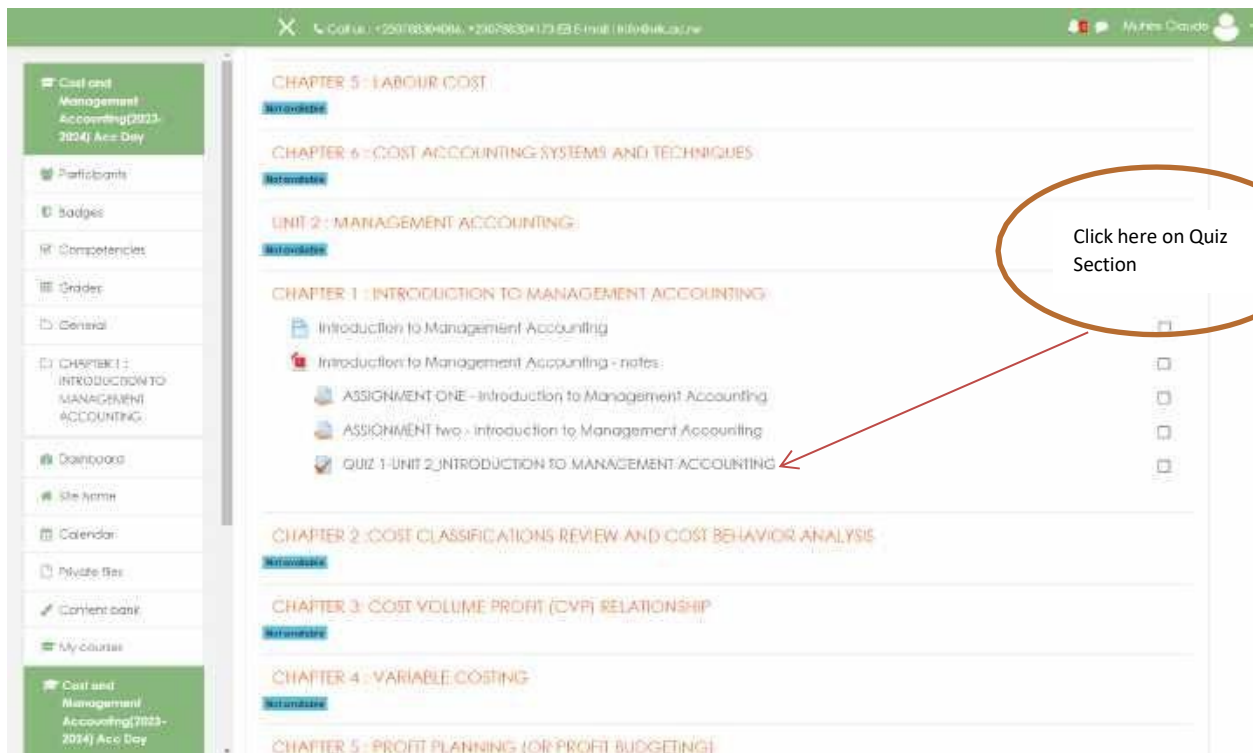 Call us : +250788304084, +250788304173 E-mail : info@ulk.ac.rw
Cost and
Management
Accounting(2023-
2024) Acc Day
Participants
Badges
Competencies
Grades
General
CHAPTER 1 :
INTRODUCTION TO
MANAGEMENT
ACCOUNTING
Dashboard
Site home
Calendar
Private files
Content bank
My courses
Cost and
Management
Accounting(2023-
2024) Acc Day
CHAPTER 5 : LABOUR COST
Not available
CHAPTER 6 : COST ACCOUNTING SYSTEMS AND TECHNIQUES
Not available
UNIT 2 : MANAGEMENT ACCOUNTING
Not available
CHAPTER 1 : INTRODUCTION TO MANAGEMENT ACCOUNTING
Introduction to Management Accounting
Introduction to Management Accounting - notes
ASSIGNMENT ONE - Introduction to Management Accounting
ASSIGNMENT two - Introduction to Management Accounting
QUIZ 1-UNIT 2_INTRODUCTION TO MANAGEMENT ACCOUNTING
CHAPTER 2 :COST CLASSIFICATIONS REVIEW AND COST BEHAVIOR ANALYSIS
Not available
CHAPTER 3: COST VOLUME PROFIT (CVP) RELATIONSHIP
Not available
CHAPTER 4 : VARIABLE COSTING
Not available
CHAPTER 5 : PROFIT PLANNING (OR PROFIT BUDGETING)
Click here on Quiz
Section